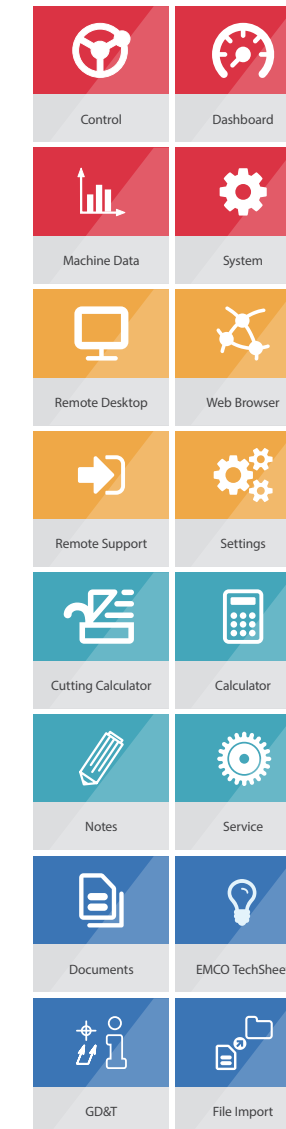 Control
Dashboard
Machine Data
System
Remote Desktop
Web Browser
Remote Support
Settings
Cutting Calculator
Calculator
Notes
Service
Documents
EMCO TechShee
GD&T
File Import